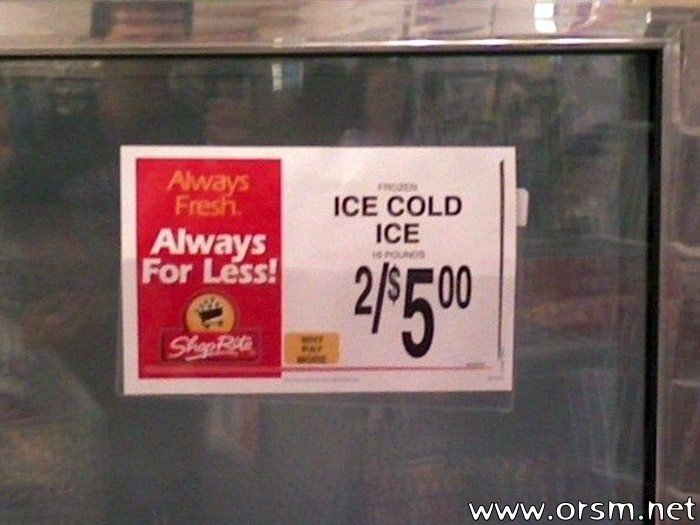 Always
Fresh.
Always
For Less!
ShopRite
WHY
PAY
MORE
FROZEN
ICE COLD
ICE
2/$5.00
www.orsm.net